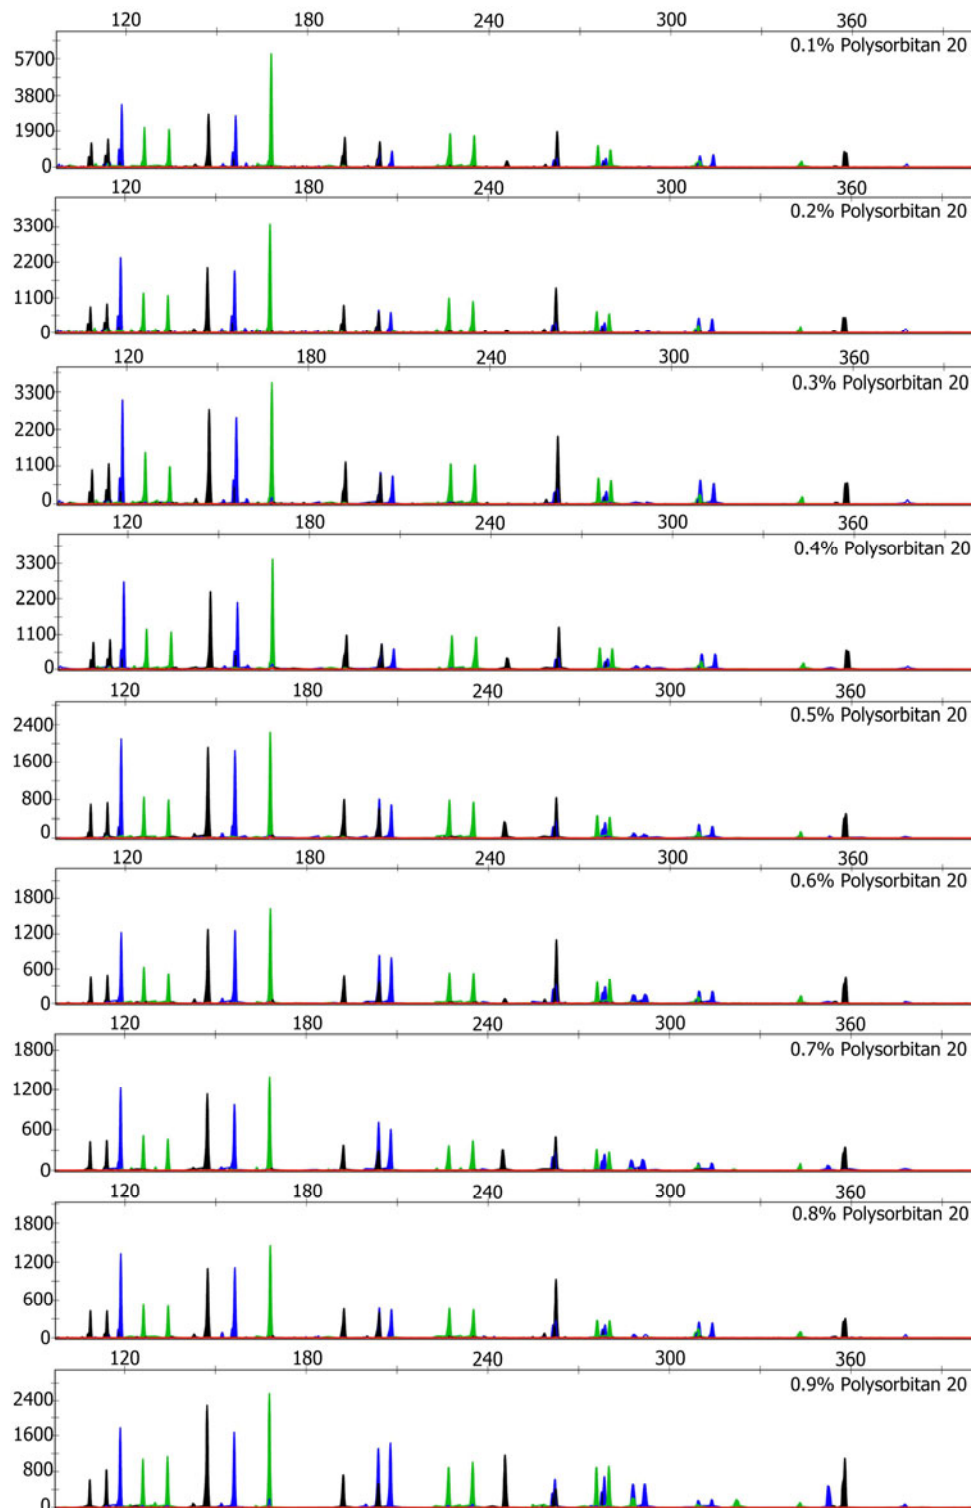 120 180 240 300 360
0.1% Polysorbitan 20
5700
3800
1900
0
120 180 240 300 360
0.2% Polysorbitan 20
3300
2200
1100
0
120 180 240 300 360
0.3% Polysorbitan 20
3300
2200
1100
0
120 180 240 300 360
0.4% Polysorbitan 20
3300
2200
1100
0
120 180 240 300 360
0.5% Polysorbitan 20
2400
1600
800
0
120 180 240 300 360
0.6% Polysorbitan 20
1800
1200
600
0
120 180 240 300 360
0.7% Polysorbitan 20
1800
1200
600
0
120 180 240 300 360
0.8% Polysorbitan 20
1800
1200
600
0
120 180 240 300 360
0.9% Polysorbitan 20
2400
1600
800
0